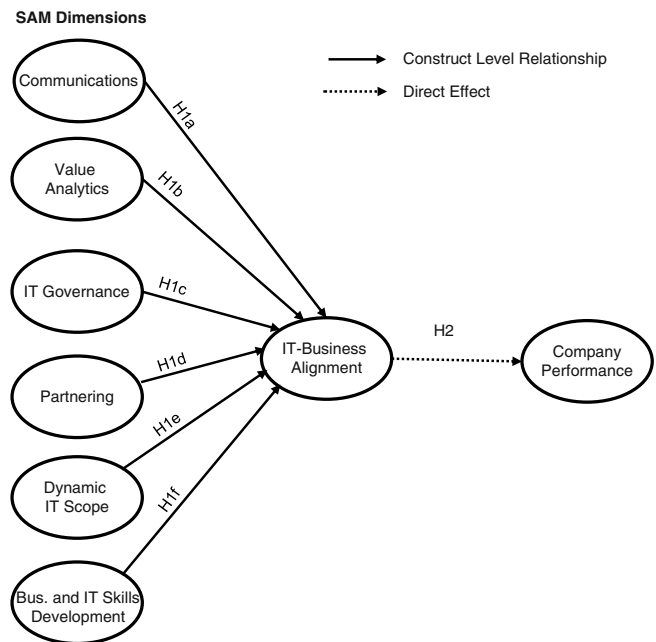 SAM Dimensions
Communications
Construct Level Relationship
Direct Effect
H1a
Value
Analytics
H1b
IT Governance
H1c
H1d
Partnering
H1e
Dynamic
IT Scope
H1f
Bus. and IT Skills
Development
IT-Business
Alignment
H2
Company
Performance